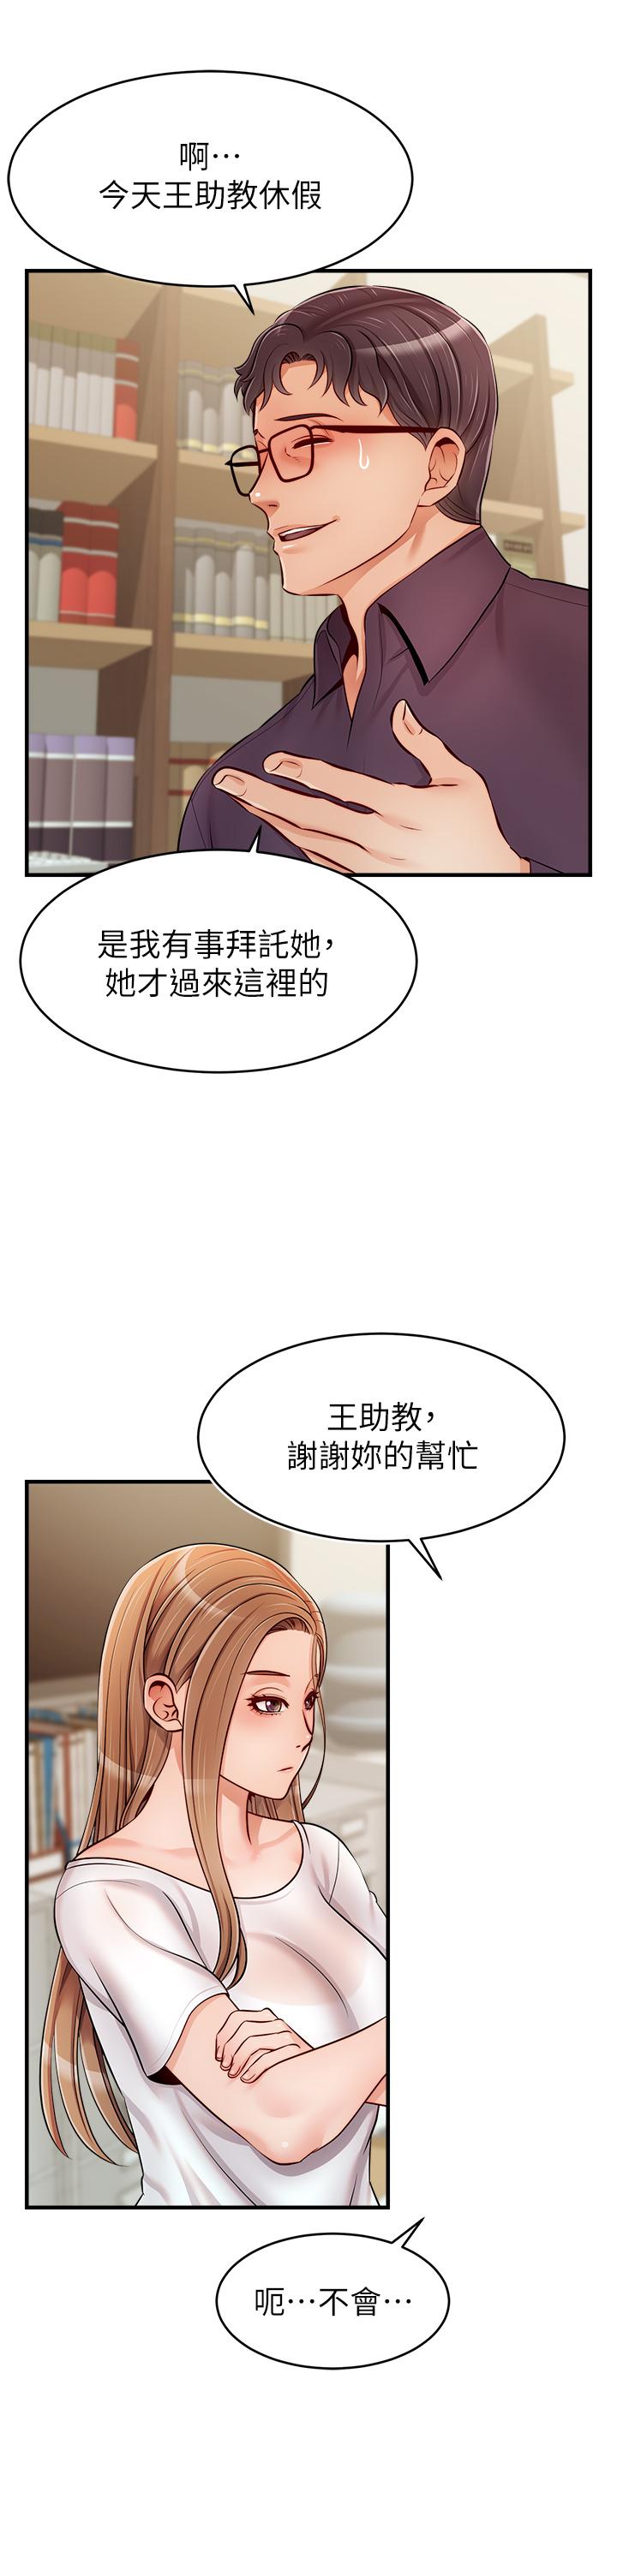 啊⋯
今天王助教休假
是我有事拜託她，
她才過來這裡的
王助教，
謝謝妳的幫忙
呃⋯不會⋯